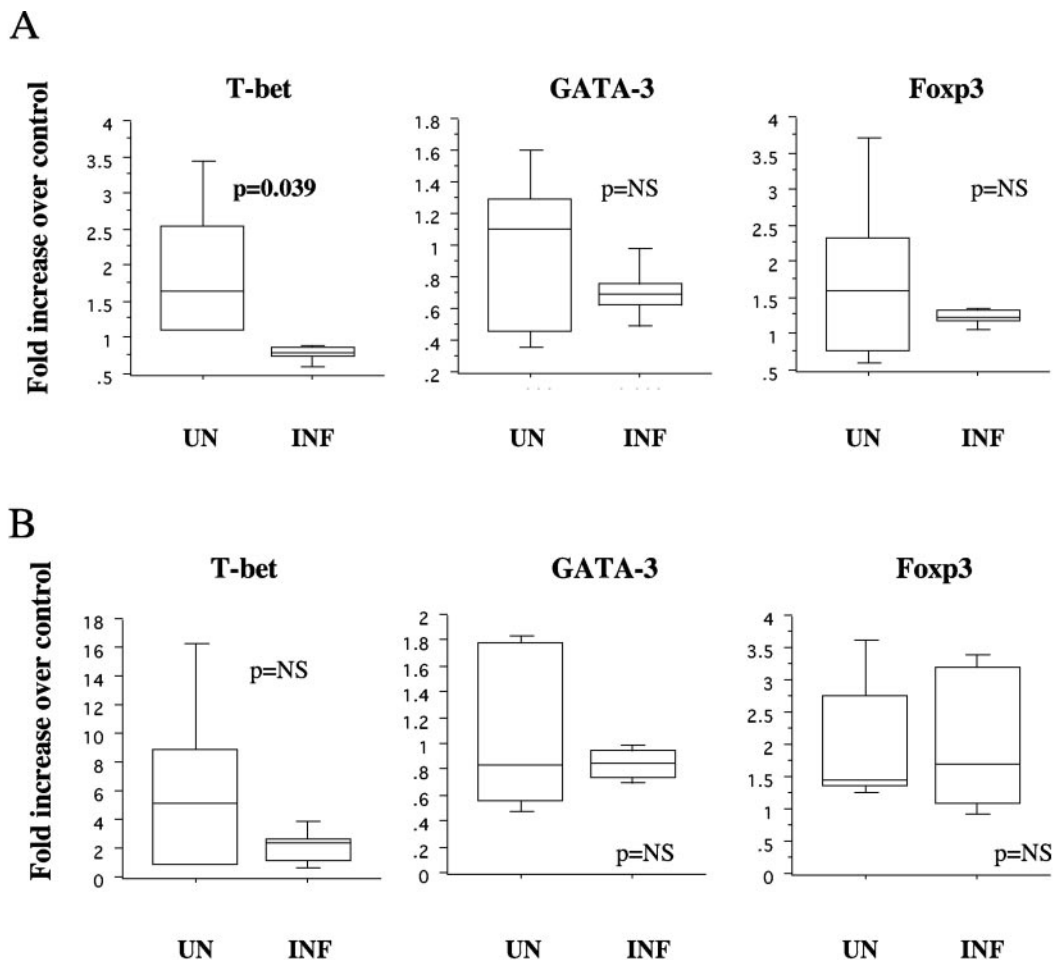 A
T-bet
GATA-3
Foxp3
Fold increase over control
4
3.5
3
2.5
2
1.5
1
.5
p=0.039
UN
INF
1.8
1.6
1.4
1.2
1
.8
.6
.4
.2
p=NS
UN
INF
4
3.5
3
2.5
2
1.5
1
.5
p=NS
UN
INF
B
T-bet
GATA-3
Foxp3
Fold increase over control
18
16
14
12
10
8
6
4
2
0
p=NS
UN
INF
2
1.8
1.6
1.4
1.2
1
.8
.6
.4
.2
0
p=NS
UN
INF
4
3.5
3
2.5
2
1.5
1
.5
0
p=NS
UN
INF